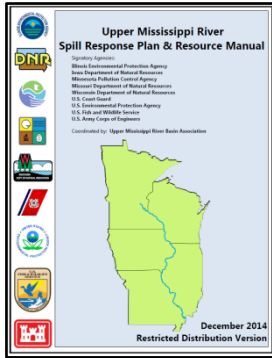 Upper Mississippi River
Spill Response Plan & Resource Manual
Signatory Agencies:
Illinois Environmental Protection Agency
Iowa Department of Natural Resources
Minnesota Pollution Control Agency
Missouri Department of Natural Resources
Wisconsin Department of Natural Resources
U.S. Coast Guard
U.S. Environmental Protection Agency
U.S. Fish and Wildlife Service
U.S. Army Corps of Engineers
Coordinated by: Upper Mississippi River Basin Association
DNR
December 2014
Restricted Distribution Version